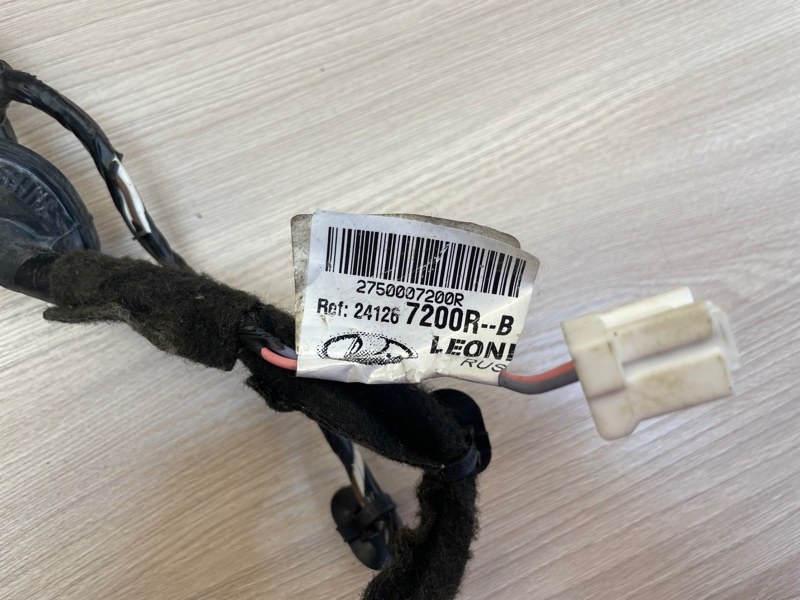 2750007200R
Ref: 24126 7200R--B
LEONI
RUS